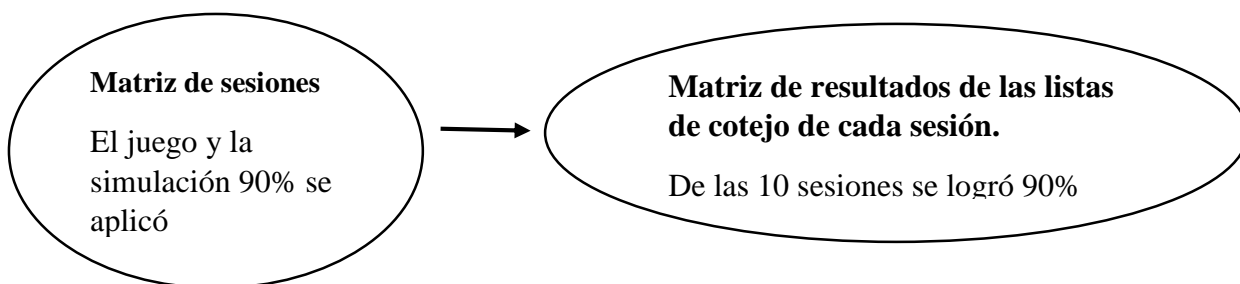 Matriz de sesiones
El juego y la
simulación 90% se
aplicó
Matriz de resultados de las listas
de cotejo de cada sesión.
De las 10 sesiones se logró 90%